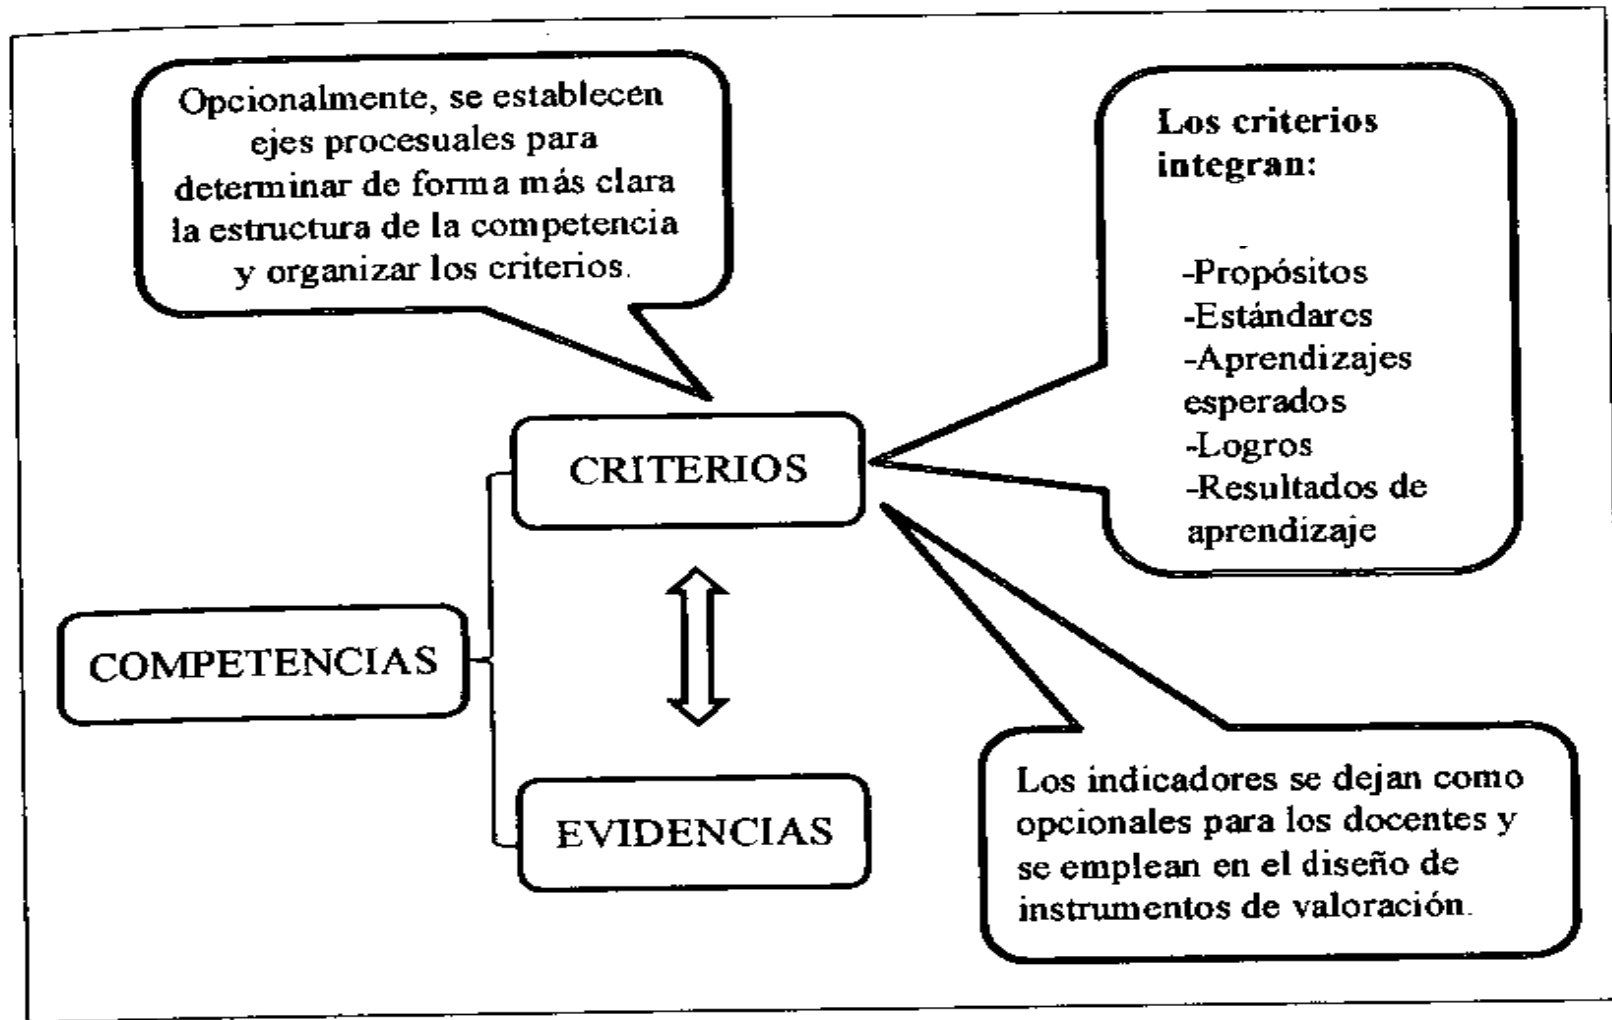 Opcionalmente, se establecen
ejes procesuales para
determinar de forma más clara
la estructura de la competencia
y organizar los criterios.
Los criterios
integran:
-Propósitos
-Estándares
-Aprendizajes
esperados
-Logros
-Resultados de
aprendizaje
CRITERIOS
COMPETENCIAS
EVIDENCIAS
Los indicadores se dejan como
opcionales para los docentes y
se emplean en el diseño de
instrumentos de valoración.